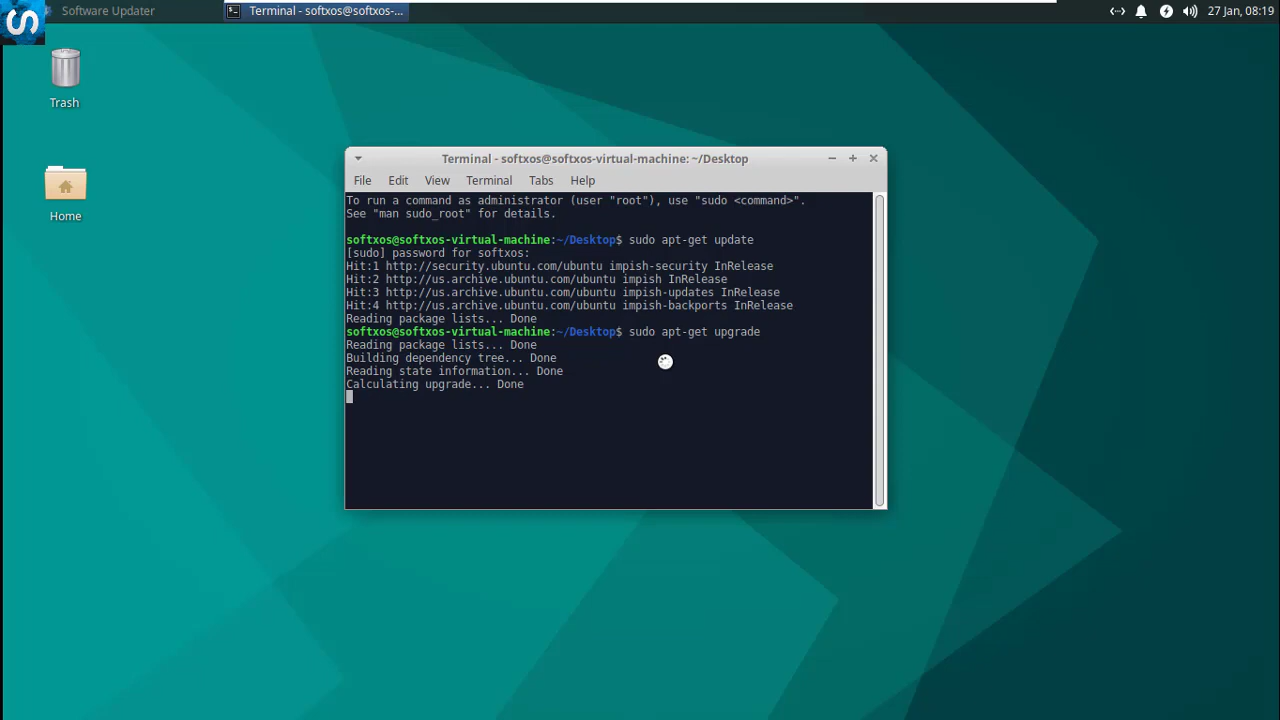 Software Updater
Terminal - softxos@softxos-...
27 Jan, 08:19
Trash
Home
Terminal - softxos@softxos-virtual-machine: ~/Desktop
File Edit View Terminal Tabs Help
To run a command as administrator (user "root"), use "sudo <command>".
See "man sudo_root" for details.
softxos@softxos-virtual-machine:~/Desktop$ sudo apt-get update
[sudo] password for softxos:
Hit:1 http://security.ubuntu.com/ubuntu impish-security InRelease
Hit:2 http://us.archive.ubuntu.com/ubuntu impish InRelease
Hit:3 http://us.archive.ubuntu.com/ubuntu impish-updates InRelease
Hit:4 http://us.archive.ubuntu.com/ubuntu impish-backports InRelease
Reading package lists... Done
softxos@softxos-virtual-machine:~/Desktop$ sudo apt-get upgrade
Reading package lists... Done
Building dependency tree... Done
Reading state information... Done
Calculating upgrade... Done